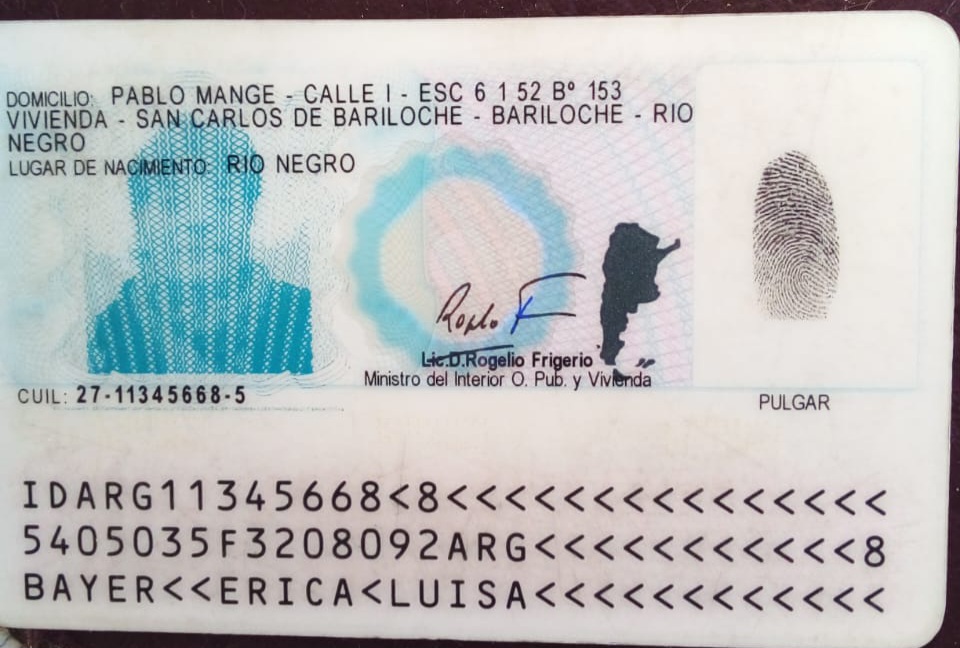 DOMICILIO: PABLO MANGE - CALLE I - ESC 6 1 52 Bº 153
VIVIENDA - SAN CARLOS DE BARILOCHE - BARILOCHE - RIO
NEGRO
LUGAR DE NACIMIENTO: RIO NEGRO
Lic.D.Rogelio Frigerio
Ministro del Interior O. Pub. y Vivienda
CUIL: 27-11345668-5
PULGAR
IDARG11345668<8<<<<<<<<<<<<<<<
5405035F3208092ARG<<<<<<<<<<<8
BAYER<<ERICA<LUISA<<<<<<<<<<<<